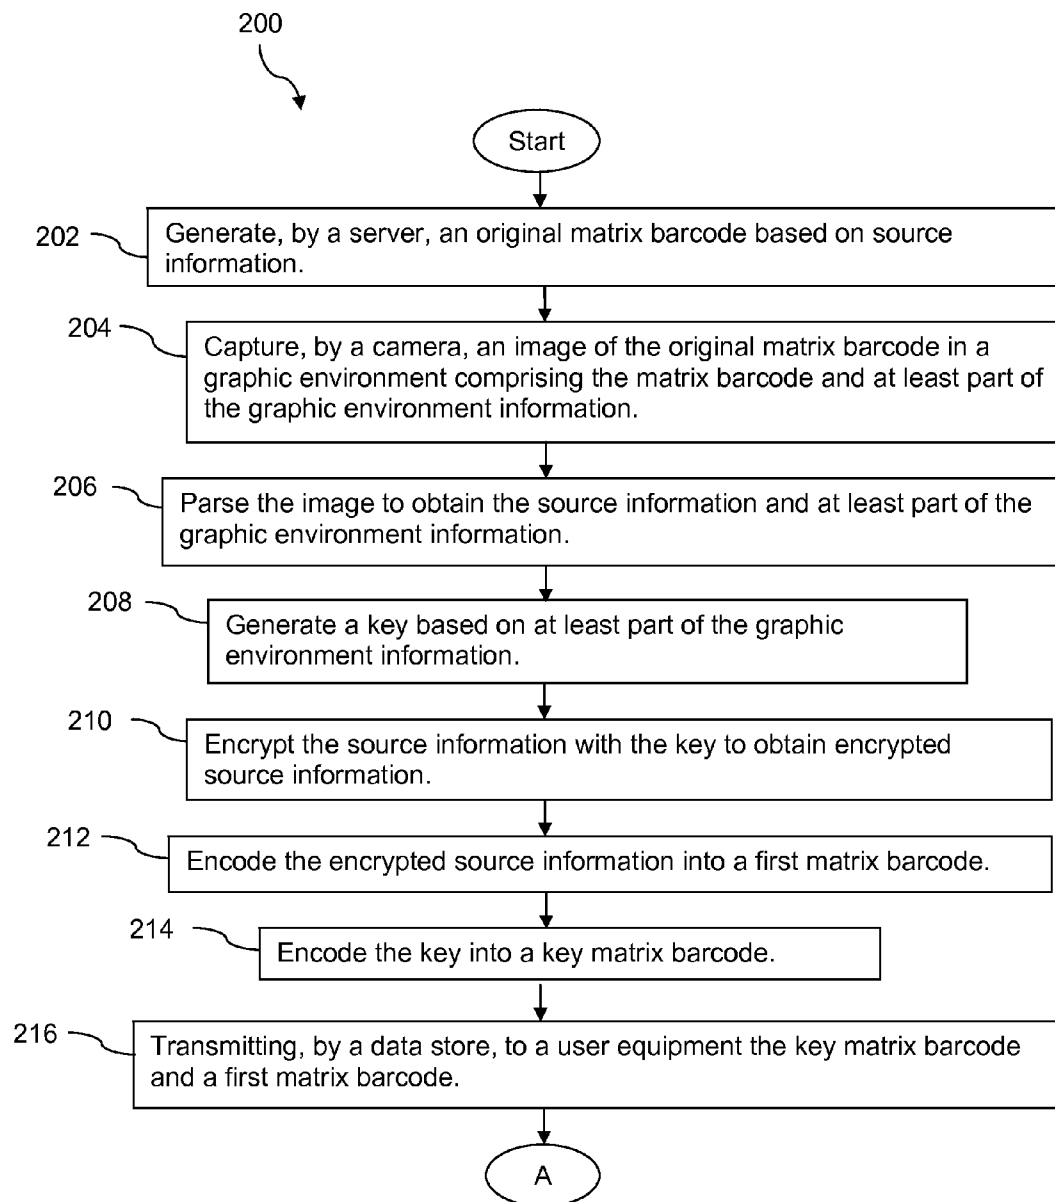 200
Start
202
Generate, by a server, an original matrix barcode based on source
information.
204
Capture, by a camera, an image of the original matrix barcode in a
graphic environment comprising the matrix barcode and at least part of
the graphic environment information.
206
Parse the image to obtain the source information and at least part of the
graphic environment information.
208
Generate a key based on at least part of the graphic
environment information.
210
Encrypt the source information with the key to obtain encrypted
source information.
212
Encode the encrypted source information into a first matrix barcode.
214
Encode the key into a key matrix barcode.
216
Transmitting, by a data store, to a user equipment the key matrix barcode
and a first matrix barcode.
A